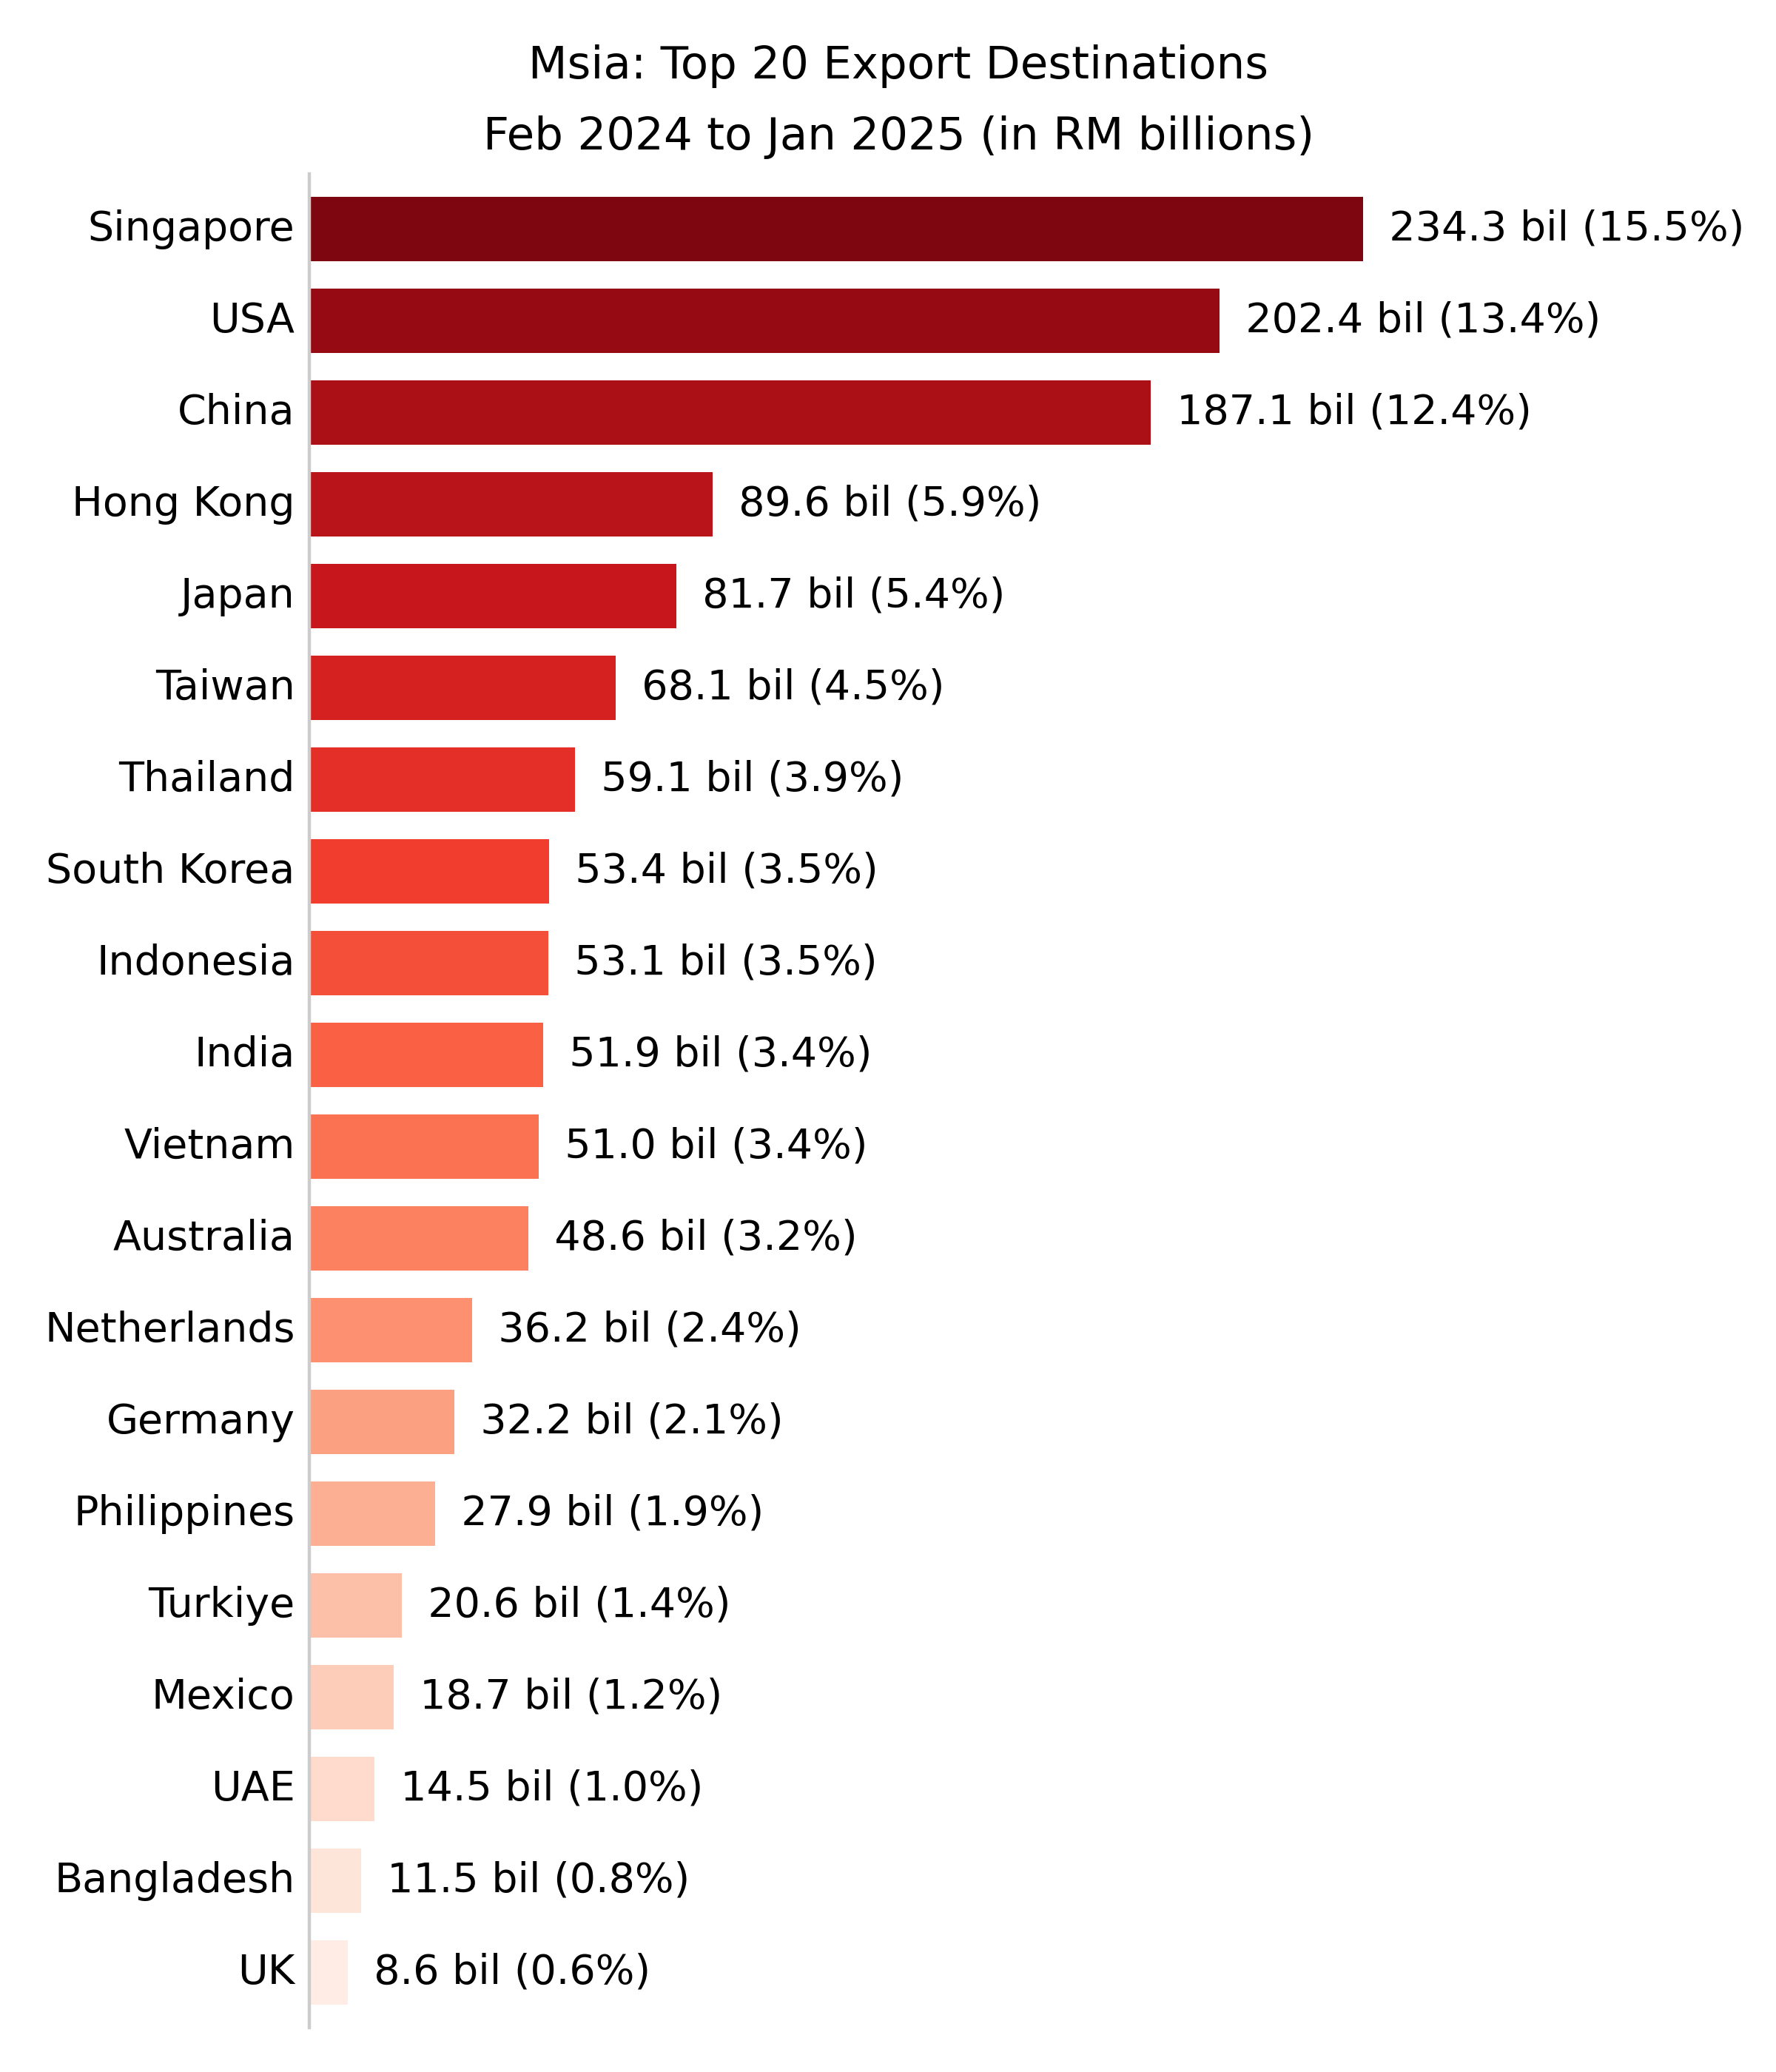 Msia: Top 20 Export Destinations
Feb 2024 to Jan 2025 (in RM billions)
Singapore 234.3 bil (15.5%)
USA 202.4 bil (13.4%)
China 187.1 bil (12.4%)
Hong Kong 89.6 bil (5.9%)
Japan 81.7 bil (5.4%)
Taiwan 68.1 bil (4.5%)
Thailand 59.1 bil (3.9%)
South Korea 53.4 bil (3.5%)
Indonesia 53.1 bil (3.5%)
India 51.9 bil (3.4%)
Vietnam 51.0 bil (3.4%)
Australia 48.6 bil (3.2%)
Netherlands 36.2 bil (2.4%)
Germany 32.2 bil (2.1%)
Philippines 27.9 bil (1.9%)
Turkiye 20.6 bil (1.4%)
Mexico 18.7 bil (1.2%)
UAE 14.5 bil (1.0%)
Bangladesh 11.5 bil (0.8%)
UK 8.6 bil (0.6%)